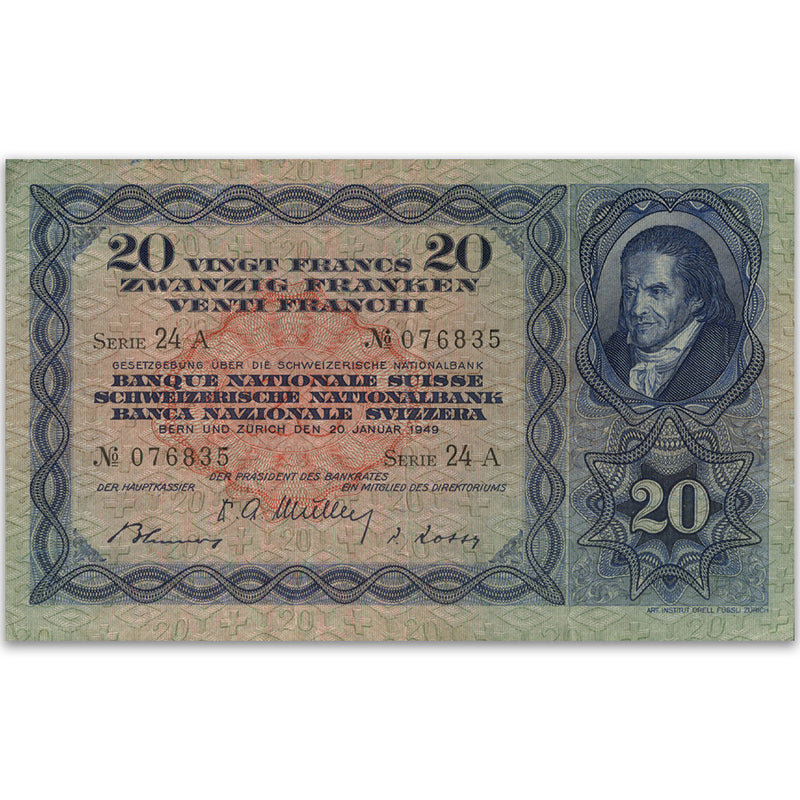 20 VINGT FRANCS 20
ZWANZIG FRANKEN
VENTI FRANCHI
SERIE 24 A № 076835
GESETZGEBUNG ÜBER DIE SCHWEIZERISCHE NATIONALBANK
BANQUE NATIONALE SUISSE
SCHWEIZERISCHE NATIONALBANK
BANCA NAZIONALE SVIZZERA
BERN UND ZÜRICH DEN 20. JANUAR 1949
№ 076835 SERIE 24 A
DER PRÄSIDENT DES BANKRATES
DER HAUPTKASSIER EIN MITGLIED DES DIREKTORIUMS
20
ART. INSTITUT ORELL FÜSSLI ZÜRICH